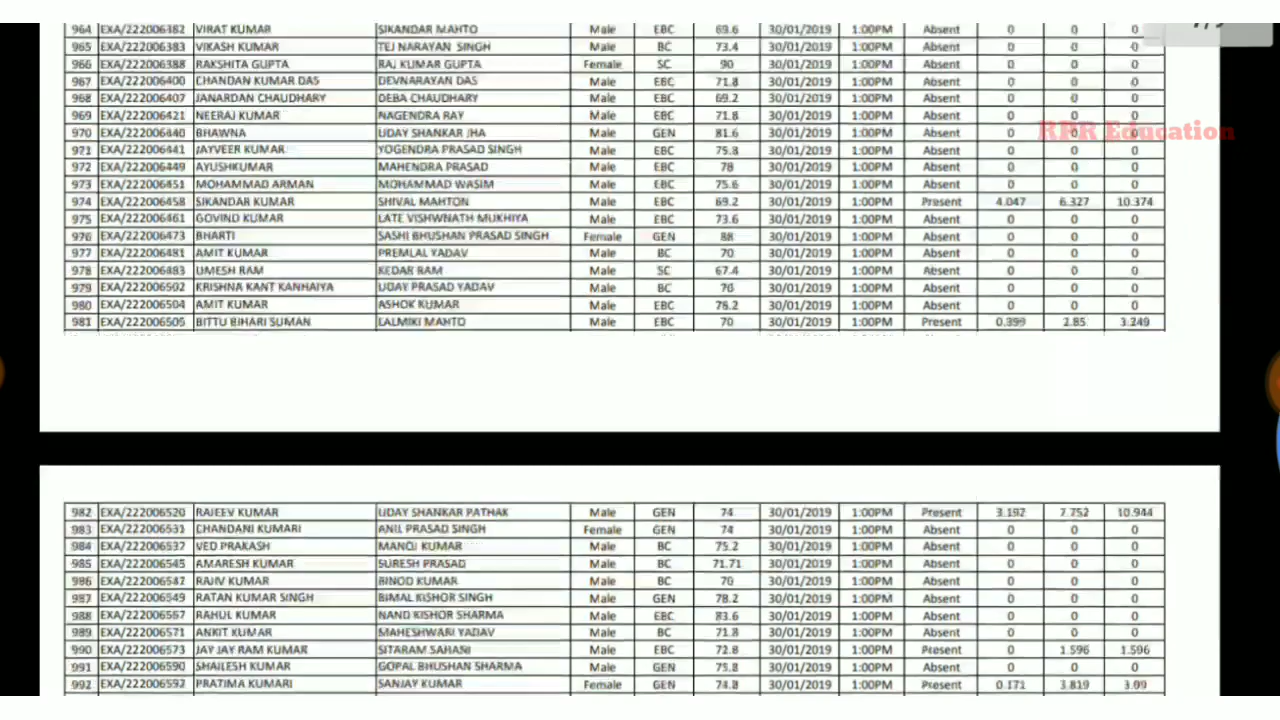 964 EXA/222006382 VIRAT KUMAR SIKANDAR MAHTO Male EBC 69.6 30/01/2019 1:00PM Absent 0 0 0
965 EXA/222006383 VIKASH KUMAR TEJ NARAYAN SINGH Male BC 73.4 30/01/2019 1:00PM Absent 0 0 0
966 EXA/222006388 RAKSHITA GUPTA RAJ KUMAR GUPTA Female SC 90 30/01/2019 1:00PM Absent 0 0 0
967 EXA/222006400 CHANDAN KUMAR DAS DEVNARAYAN DAS Male EBC 71.8 30/01/2019 1:00PM Absent 0 0 0
968 EXA/222006407 JANARDAN CHAUDHARY DEBA CHAUDHARY Male EBC 69.2 30/01/2019 1:00PM Absent 0 0 0
969 EXA/222006421 NEERAJ KUMAR NAGENDRA RAY Male EBC 71.8 30/01/2019 1:00PM Absent 0 0 0
RPR Education
970 EXA/222006440 BHAWNA UDAY SHANKAR JHA Male GEN 81.6 30/01/2019 1:00PM Absent 0 0 0
971 EXA/222006441 JAYVEER KUMAR YOGENDRA PRASAD SINGH Male EBC 75.8 30/01/2019 1:00PM Absent 0 0 0
972 EXA/222006449 AYUSHKUMAR MAHENDRA PRASAD Male EBC 78 30/01/2019 1:00PM Absent 0 0 0
973 EXA/222006451 MOHAMMAD ARMAN MOHAMMAD WASIM Male EBC 75.6 30/01/2019 1:00PM Absent 0 0 0
974 EXA/222006458 SIKANDAR KUMAR SHIVAL MAHTON Male EBC 69.2 30/01/2019 1:00PM Present 4.047 6.327 10.374
975 EXA/222006461 GOVIND KUMAR LATE VISHWNATH MUKHIYA Male EBC 73.6 30/01/2019 1:00PM Absent 0 0 0
976 EXA/222006473 BHARTI SASHI BHUSHAN PRASAD SINGH Female GEN 88 30/01/2019 1:00PM Absent 0 0 0
977 EXA/222006481 AMIT KUMAR PREMLAL YADAV Male BC 70 30/01/2019 1:00PM Absent 0 0 0
978 EXA/222006483 UMESH RAM KEDAR RAM Male SC 67.4 30/01/2019 1:00PM Absent 0 0 0
979 EXA/222006502 KRISHNA KANT KANHAIYA UDAY PRASAD YADAV Male BC 76 30/01/2019 1:00PM Absent 0 0 0
980 EXA/222006504 AMIT KUMAR ASHOK KUMAR Male EBC 78.2 30/01/2019 1:00PM Absent 0 0 0
981 EXA/222006505 BITTU BIHARI SUMAN LALMIKI MAHTO Male EBC 70 30/01/2019 1:00PM Present 0.399 2.85 3.249
982 EXA/222006520 RAJEEV KUMAR UDAY SHANKAR PATHAK Male GEN 74 30/01/2019 1:00PM Present 3.192 7.752 10.944
983 EXA/222006531 CHANDANI KUMARI ANIL PRASAD SINGH Female GEN 74 30/01/2019 1:00PM Absent 0 0 0
984 EXA/222006537 VED PRAKASH MANOJ KUMAR Male BC 75.2 30/01/2019 1:00PM Absent 0 0 0
985 EXA/222006545 AMARESH KUMAR SURESH PRASAD Male BC 71.71 30/01/2019 1:00PM Absent 0 0 0
986 EXA/222006547 RAJIV KUMAR BINOD KUMAR Male BC 70 30/01/2019 1:00PM Absent 0 0 0
987 EXA/222006549 RATAN KUMAR SINGH BIMAL KISHOR SINGH Male GEN 78.2 30/01/2019 1:00PM Absent 0 0 0
988 EXA/222006567 RAHUL KUMAR NAND KISHOR SHARMA Male EBC 83.6 30/01/2019 1:00PM Absent 0 0 0
989 EXA/222006571 ANKIT KUMAR MAHESHWARI YADAV Male BC 71.8 30/01/2019 1:00PM Absent 0 0 0
990 EXA/222006573 JAY JAY RAM KUMAR SITARAM SAHANI Male EBC 72.8 30/01/2019 1:00PM Present 0 1.596 1.596
991 EXA/222006590 SHAILESH KUMAR GOPAL BHUSHAN SHARMA Male GEN 75.8 30/01/2019 1:00PM Absent 0 0 0
992 EXA/222006592 PRATIMA KUMARI SANJAY KUMAR Female GEN 74.8 30/01/2019 1:00PM Present 0.171 3.819 3.99